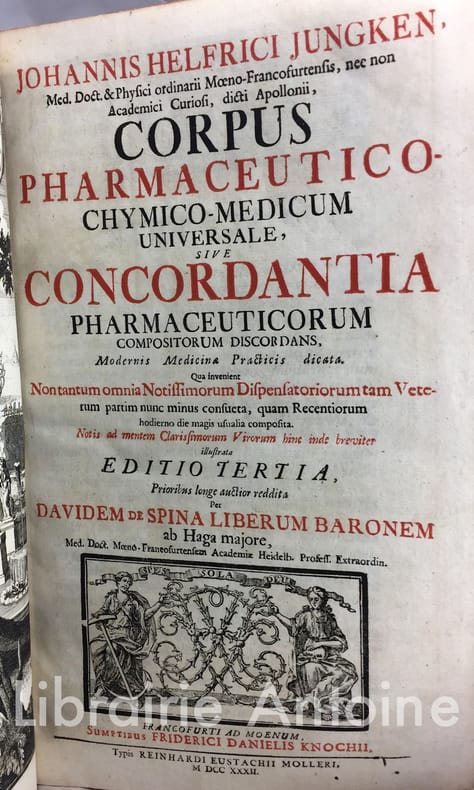 JOHANNIS HELFRICI JUNGKEN,
Med. Doct. & Physici ordinarii Mœno-Francofurtensis, nec non
Academici Curiosi, dicti Apollonii,
CORPUS
PHARMACEUTICO-
CHYMICO-MEDICUM
UNIVERSALE,
SIVE
CONCORDANTIA
PHARMACEUTICORUM
COMPOSITORUM DISCORDANS,
Modernis Medicinæ Practicis dicata.
Qua invenient
Non tantum omnia Notissimorum Dispensatoriorum tam Vete-
rum partim nunc minus consueta, quam Recentiorum
hodierno die magis usualia composita.
Notis ad mentem Clarissimorum Virorum hinc inde breviter
illustrata
EDITIO TERTIA,
Prioribus longe auctior reddita
Per
DAVIDEM DE SPINA LIBERUM BARONEM
ab Haga majore,
Med. Doct. Mœno-Francofurtensem Academiæ Heidelb. Profess. Extraordin.
SPES SOLA DEUS
Librairie Antoine
FRANCOFURTI AD MOENUM,
SUMPTIBUS FRIDERICI DANIELIS KNOCHII.
Typis REINHARDI EUSTACHII MOLLERI,
M DCC XXXII.